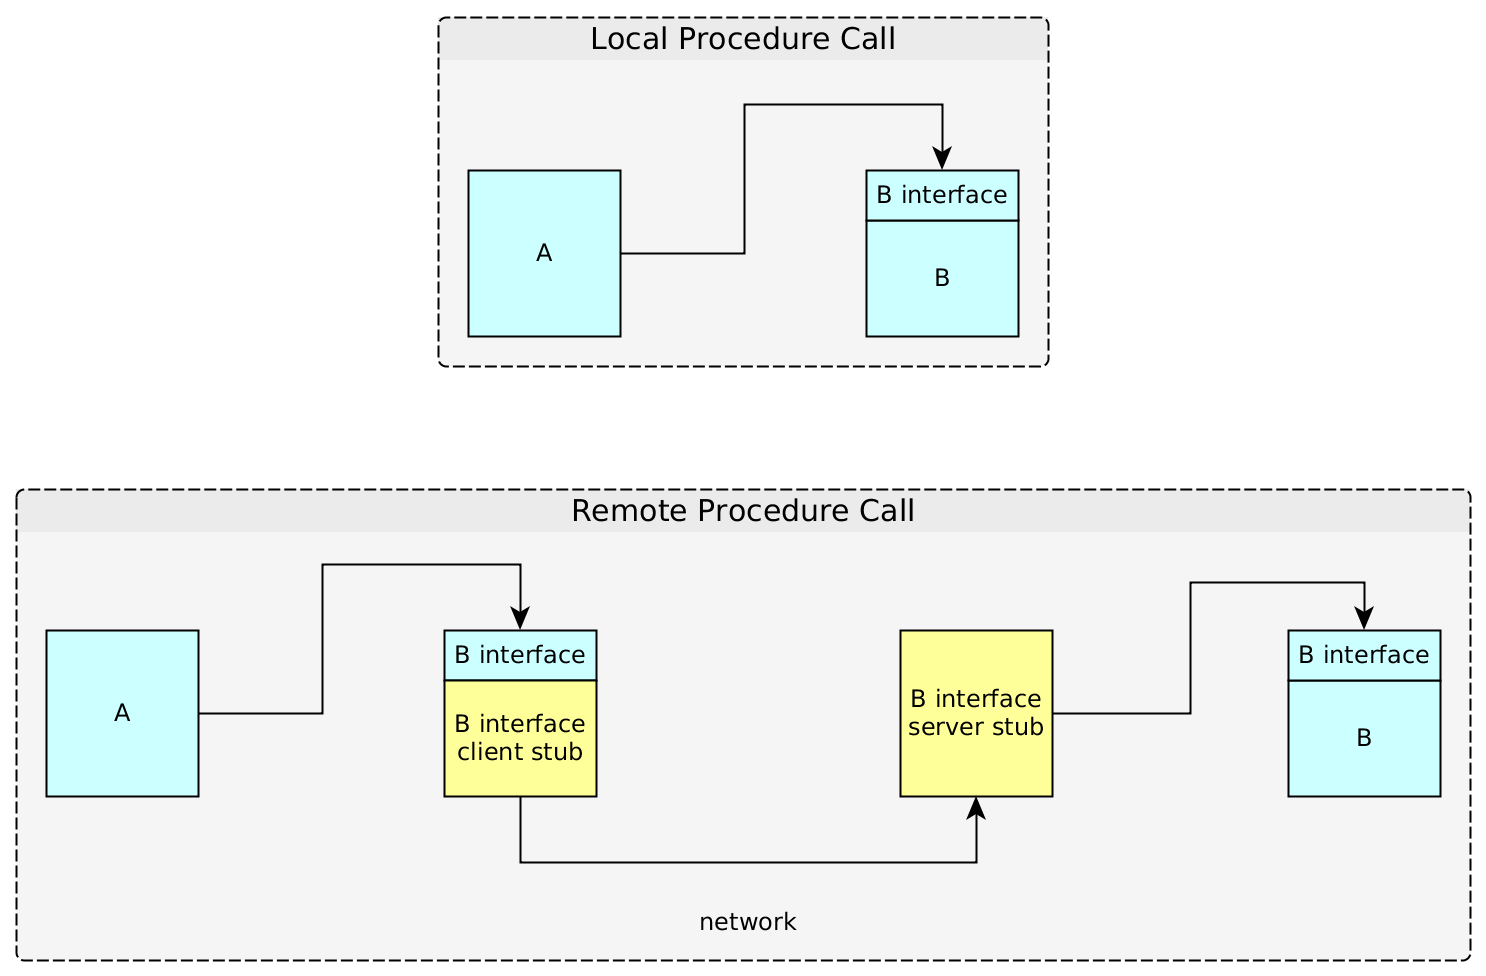 Local Procedure Call
A
B interface
B
Remote Procedure Call
A
B interface
B interface
client stub
B interface
server stub
B interface
B
network